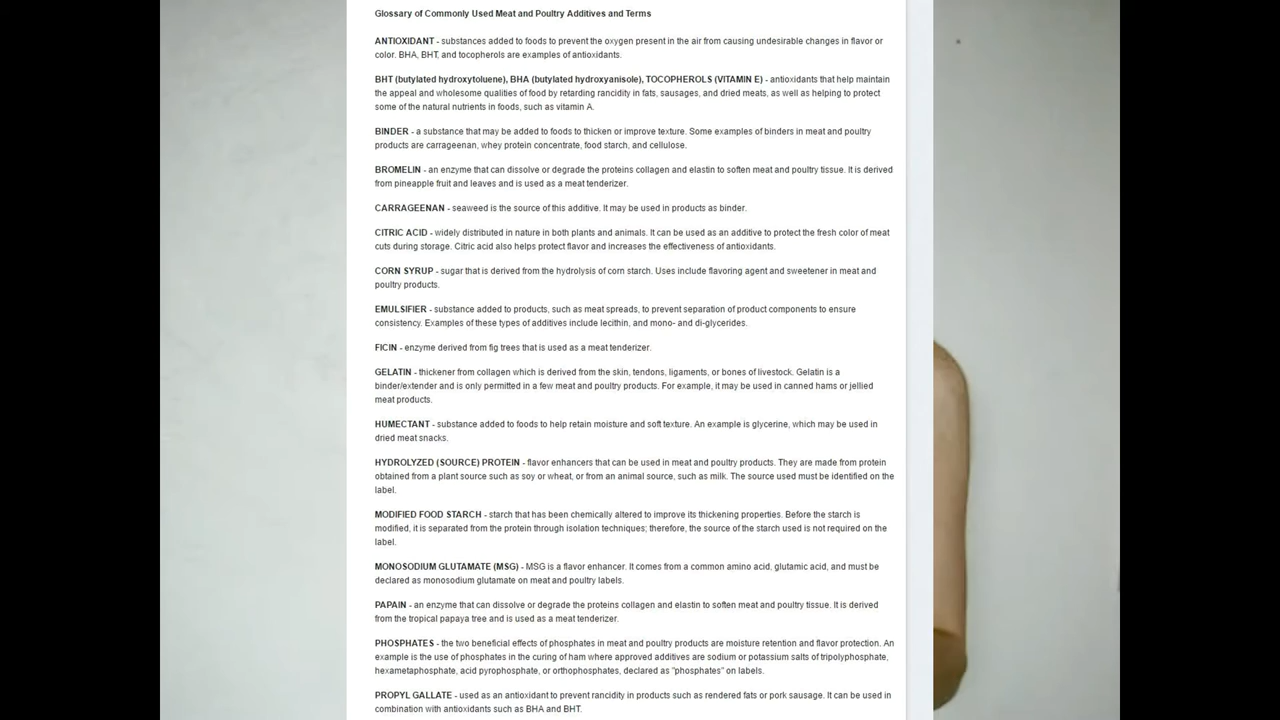 Glossary of Commonly Used Meat and Poultry Additives and Terms
ANTIOXIDANT - substances added to foods to prevent the oxygen present in the air from causing undesirable changes in flavor or
color. BHA, BHT, and tocopherols are examples of antioxidants.
BHT (butylated hydroxytoluene), BHA (butylated hydroxyanisole), TOCOPHEROLS (VITAMIN E) - antioxidants that help maintain
the appeal and wholesome qualities of food by retarding rancidity in fats, sausages, and dried meats, as well as helping to protect
some of the natural nutrients in foods, such as vitamin A.
BINDER - a substance that may be added to foods to thicken or improve texture. Some examples of binders in meat and poultry
products are carrageenan, whey protein concentrate, food starch, and cellulose.
BROMELIN - an enzyme that can dissolve or degrade the proteins collagen and elastin to soften meat and poultry tissue. It is derived
from pineapple fruit and leaves and is used as a meat tenderizer.
CARRAGEENAN - seaweed is the source of this additive. It may be used in products as binder.
CITRIC ACID - widely distributed in nature in both plants and animals. It can be used as an additive to protect the fresh color of meat
cuts during storage. Citric acid also helps protect flavor and increases the effectiveness of antioxidants.
CORN SYRUP - sugar that is derived from the hydrolysis of corn starch. Uses include flavoring agent and sweetener in meat and
poultry products.
EMULSIFIER - substance added to products, such as meat spreads, to prevent separation of product components to ensure
consistency. Examples of these types of additives include lecithin, and mono- and di-glycerides.
FICIN - enzyme derived from fig trees that is used as a meat tenderizer.
GELATIN - thickener from collagen which is derived from the skin, tendons, ligaments, or bones of livestock. Gelatin is a
binder/extender and is only permitted in a few meat and poultry products. For example, it may be used in canned hams or jellied
meat products.
HUMECTANT - substance added to foods to help retain moisture and soft texture. An example is glycerine, which may be used in
dried meat snacks.
HYDROLYZED (SOURCE) PROTEIN - flavor enhancers that can be used in meat and poultry products. They are made from protein
obtained from a plant source such as soy or wheat, or from an animal source, such as milk. The source used must be identified on the
label.
MODIFIED FOOD STARCH - starch that has been chemically altered to improve its thickening properties. Before the starch is
modified, it is separated from the protein through isolation techniques; therefore, the source of the starch used is not required on the
label.
MONOSODIUM GLUTAMATE (MSG) - MSG is a flavor enhancer. It comes from a common amino acid, glutamic acid, and must be
declared as monosodium glutamate on meat and poultry labels.
PAPAIN - an enzyme that can dissolve or degrade the proteins collagen and elastin to soften meat and poultry tissue. It is derived
from the tropical papaya tree and is used as a meat tenderizer.
PHOSPHATES - the two beneficial effects of phosphates in meat and poultry products are moisture retention and flavor protection. An
example is the use of phosphates in the curing of ham where approved additives are sodium or potassium salts of tripolyphosphate,
hexametaphosphate, acid pyrophosphate, or orthophosphates, declared as "phosphates" on labels.
PROPYL GALLATE - used as an antioxidant to prevent rancidity in products such as rendered fats or pork sausage. It can be used in
combination with antioxidants such as BHA and BHT.